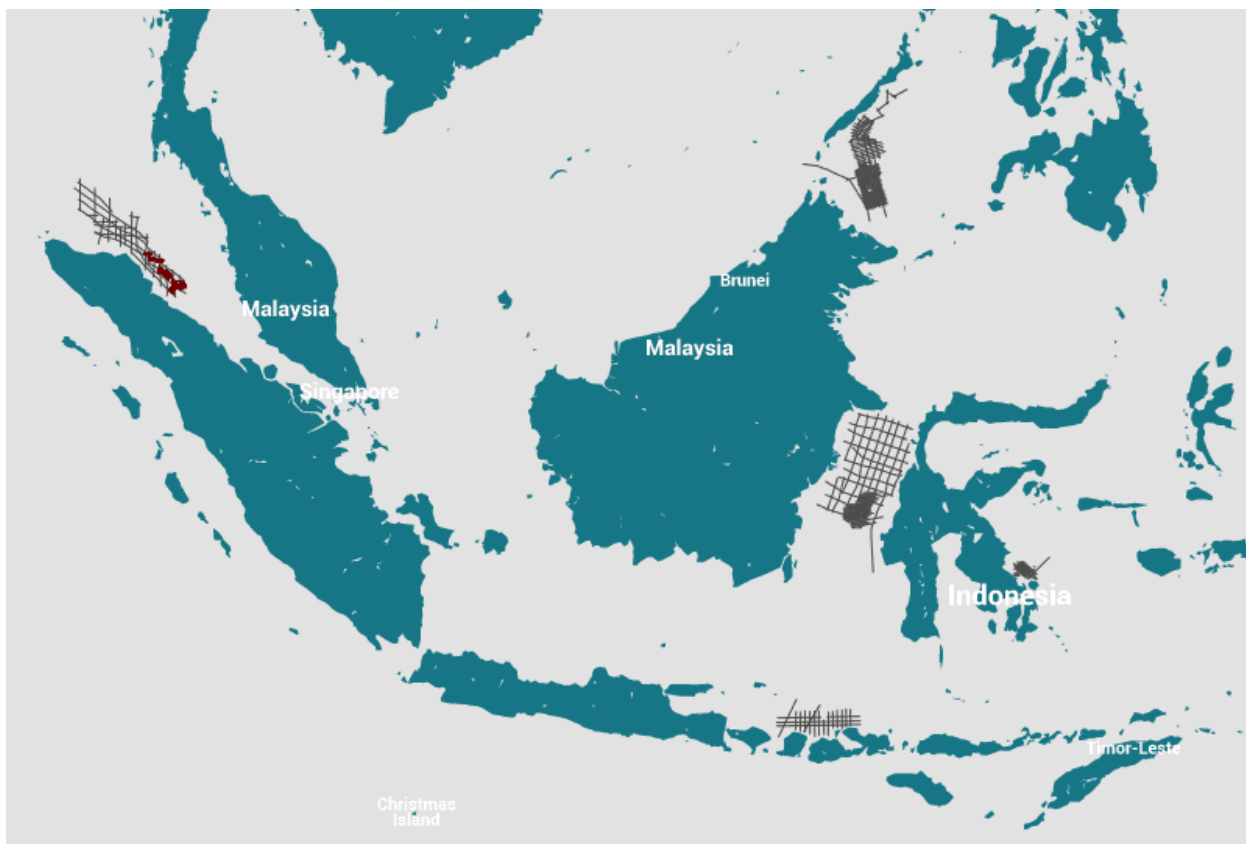 Brunei
Malaysia
Malaysia
Singapore
Indonesia
Timor-Leste
Christmas
Island